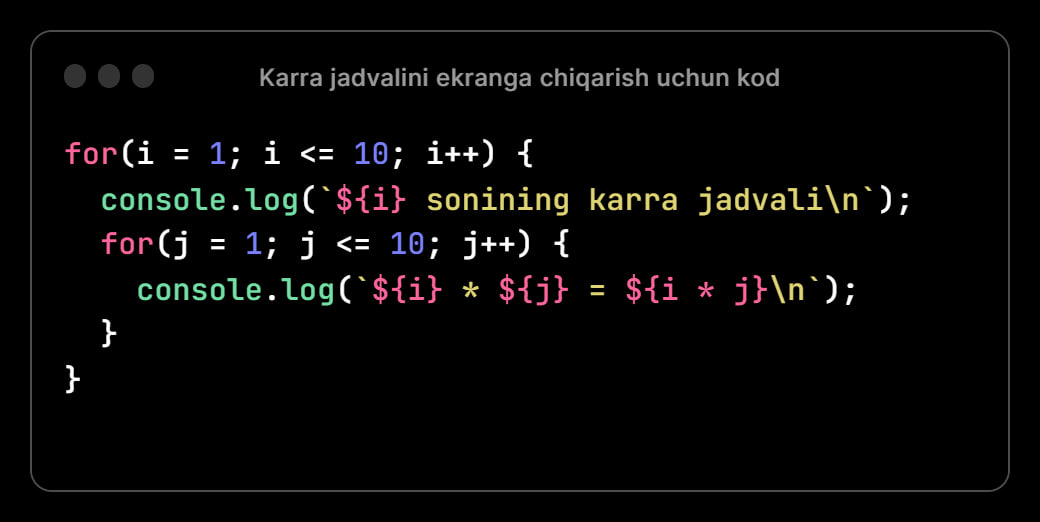 Karra jadvalini ekranga chiqarish uchun kod
for(i = 1; i <= 10; i++) {
  console.log(`${i} sonining karra jadvali\n`);
  for(j = 1; j <= 10; j++) {
    console.log(`${i} * ${j} = ${i * j}\n`);
  }
}